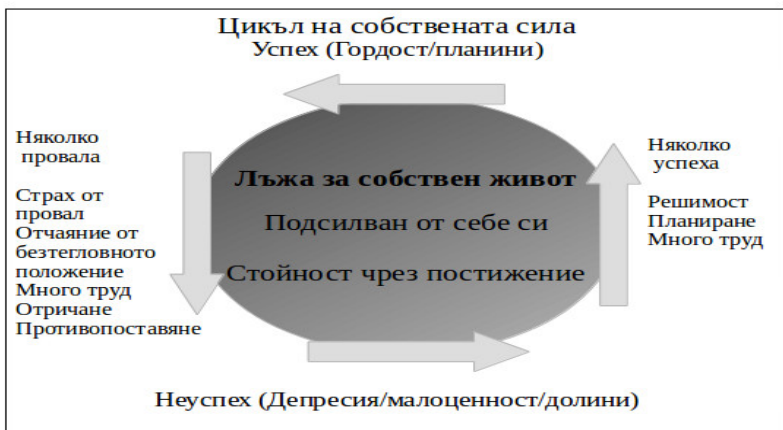 Цикъл на собствената сила
Успех (Гордост/планини)
Няколко
провала
Страх от
провал
Отчаяние от
безтегловното
положение
Много труд
Отричане
Противопоставяне
Лъжа за собствен живот
Подсилван от себе си
Стойност чрез постижение
Няколко
успеха
Решимост
Планиране
Много труд
Неуспех (Депресия/малоценност/долини)